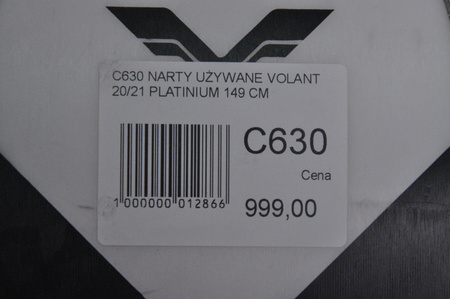 C630 NARTY UŻYWANE VOLANT
20/21 PLATINIUM 149 CM
C630
Cena
1 000000 012866
999,00